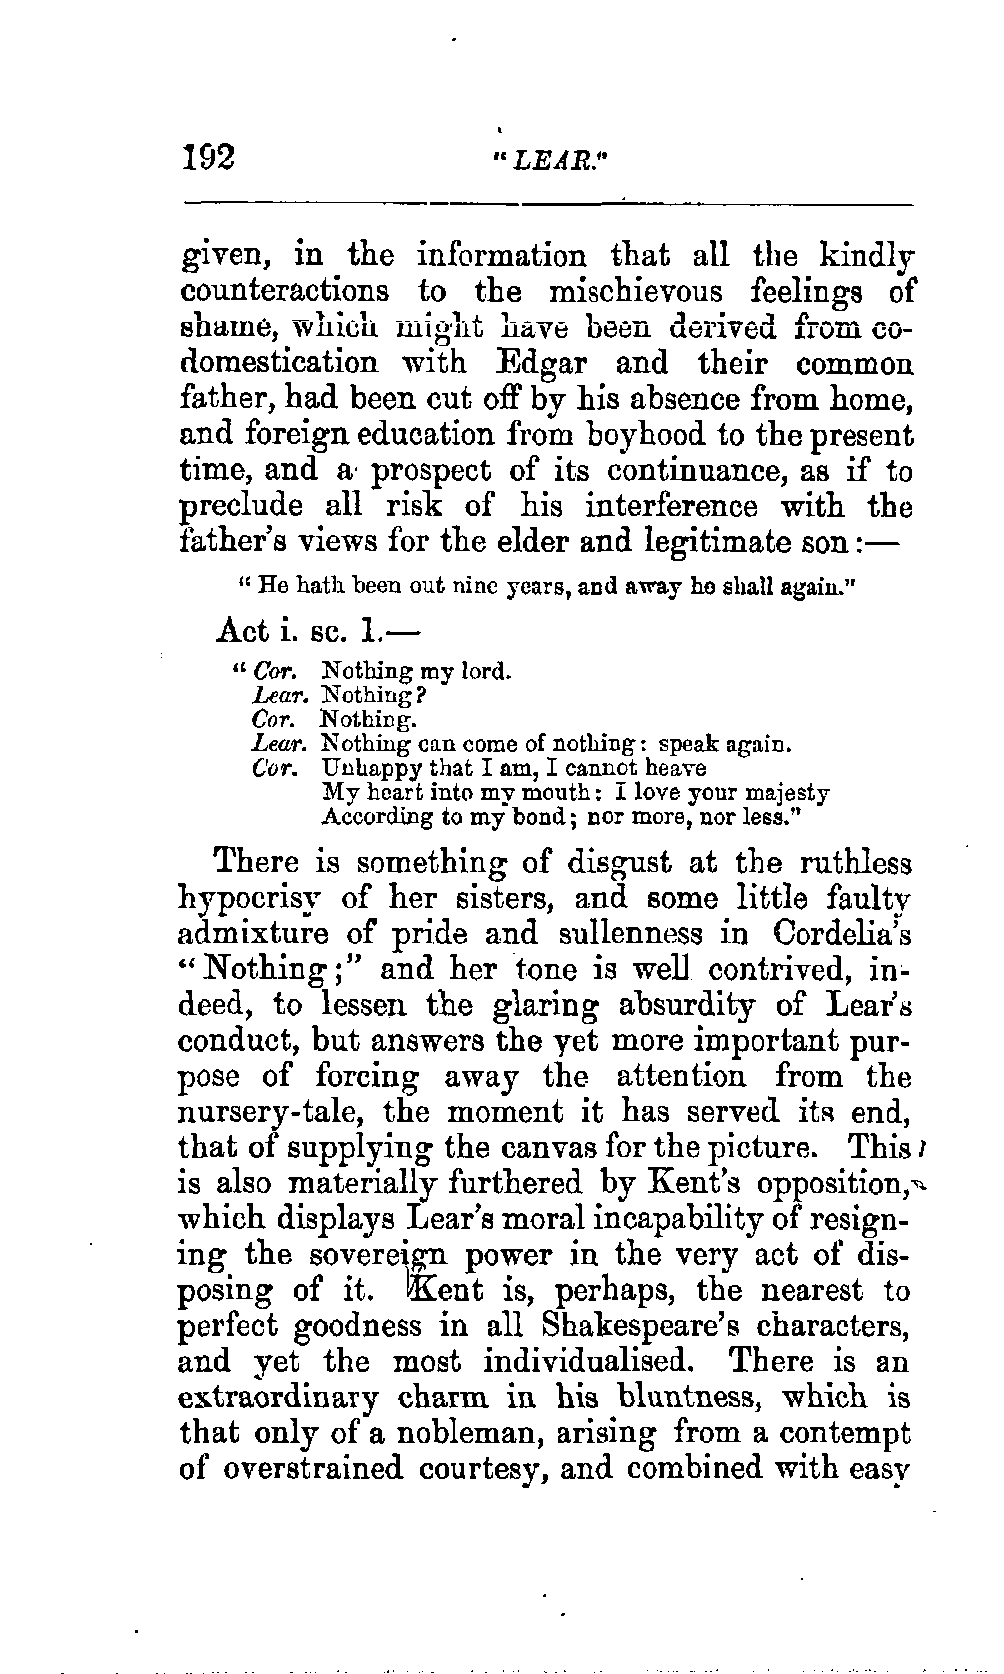 192 "LEAR."
given, in the information that all the kindly
counteractions to the mischievous feelings of
shame, which might have been derived from co-
domestication with Edgar and their common
father, had been cut off by his absence from home,
and foreign education from boyhood to the present
time, and a prospect of its continuance, as if to
preclude all risk of his interference with the
father's views for the elder and legitimate son:—
"He hath been out nine years, and away he shall again."
Act i. sc. 1.—
"Cor. Nothing my lord.
Lear. Nothing?
Cor. Nothing.
Lear. Nothing can come of nothing: speak again.
Cor. Unhappy that I am, I cannot heave
My heart into my mouth: I love your majesty
According to my bond; nor more, nor less."
There is something of disgust at the ruthless
hypocrisy of her sisters, and some little faulty
admixture of pride and sullenness in Cordelia's
"Nothing;" and her tone is well contrived, in-
deed, to lessen the glaring absurdity of Lear's
conduct, but answers the yet more important pur-
pose of forcing away the attention from the
nursery-tale, the moment it has served its end,
that of supplying the canvas for the picture. This
is also materially furthered by Kent's opposition,
which displays Lear's moral incapability of resign-
ing the sovereign power in the very act of dis-
posing of it. Kent is, perhaps, the nearest to
perfect goodness in all Shakespeare's characters,
and yet the most individualised. There is an
extraordinary charm in his bluntness, which is
that only of a nobleman, arising from a contempt
of overstrained courtesy, and combined with easy